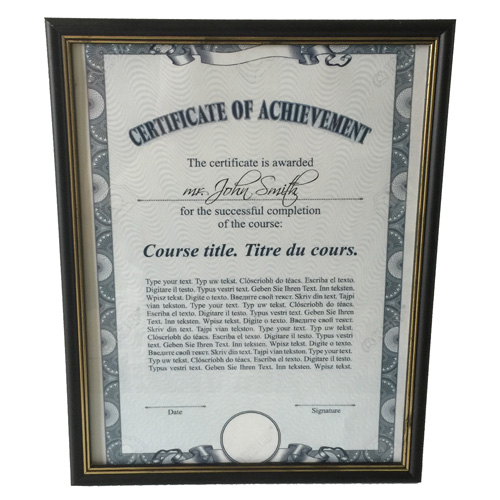 CERTIFICATE OF ACHIEVEMENT
The certificate is awarded
mr. John Smith
for the successful completion
of the course:
Course title. Titre du cours.
Type your text. Typ uw tekst. Clóscríobh do téacs. Escriba el texto.
Digitare il testo. Typus vestri text. Geben Sie Ihren Text. Inn teksten.
Wpisz tekst. Digite o texto. Введите свой текст. Skriv din text. Tajpi
vian tekston. Type your text. Typ uw tekst. Clóscríobh do téacs.
Escriba el texto. Digitare il testo. Typus vestri text. Geben Sie Ihren
Text. Inn teksten. Wpisz tekst. Digite o texto. Введите свой текст.
Skriv din text. Tajpi vian tekston. Type your text. Typ uw tekst.
Clóscríobh do téacs. Escriba el texto. Digitare il testo. Typus vestri
text. Geben Sie Ihren Text. Inn teksten. Wpisz tekst. Digite o texto.
Введите свой текст. Skriv din text. Tajpi vian tekston. Type your text.
Typ uw tekst. Clóscríobh do téacs. Escriba el texto. Digitare il testo.
Typus vestri text. Geben Sie Ihren Text. Inn teksten. Wpisz tekst.
Date
Signature